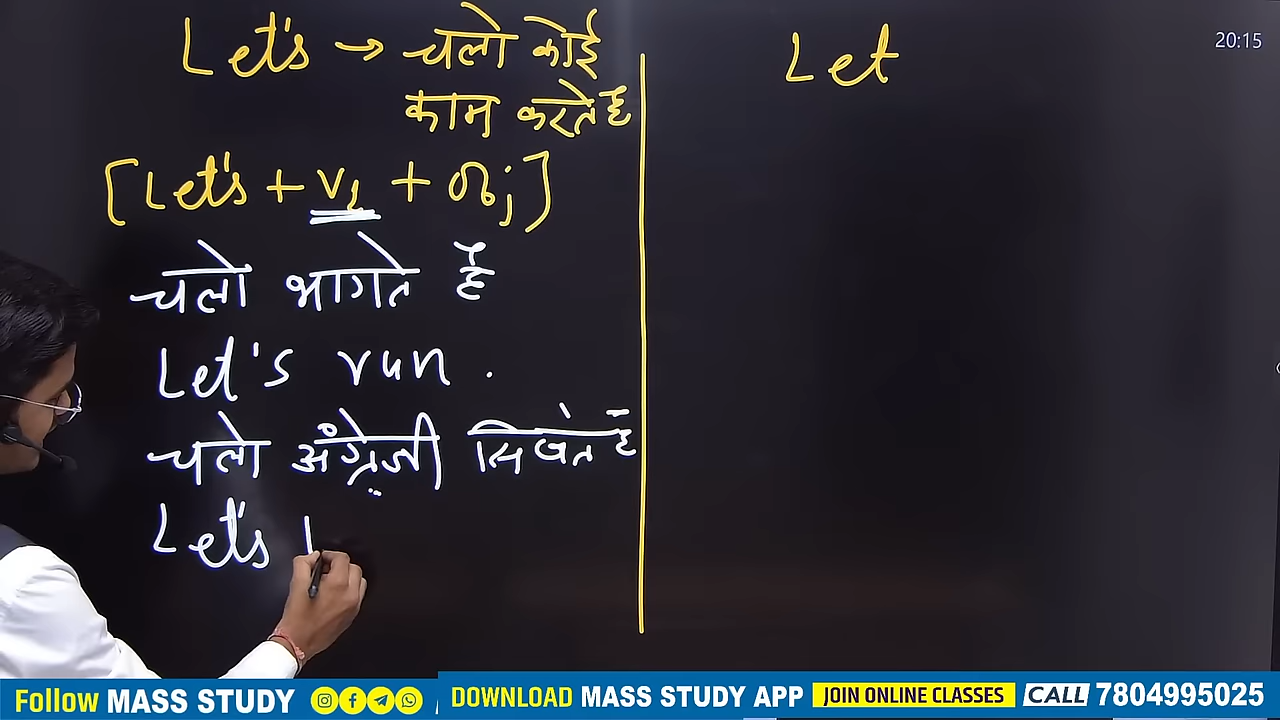 Let's → चलो कोई
काम करते हैं
[Let's + V1 + Obj]
चलो भागते हैं
Let's run.
चलो अंग्रेजी सिखते हैं
Let's l
Let
20:15
Follow MASS STUDY
DOWNLOAD MASS STUDY APP JOIN ONLINE CLASSES CALL 7804995025